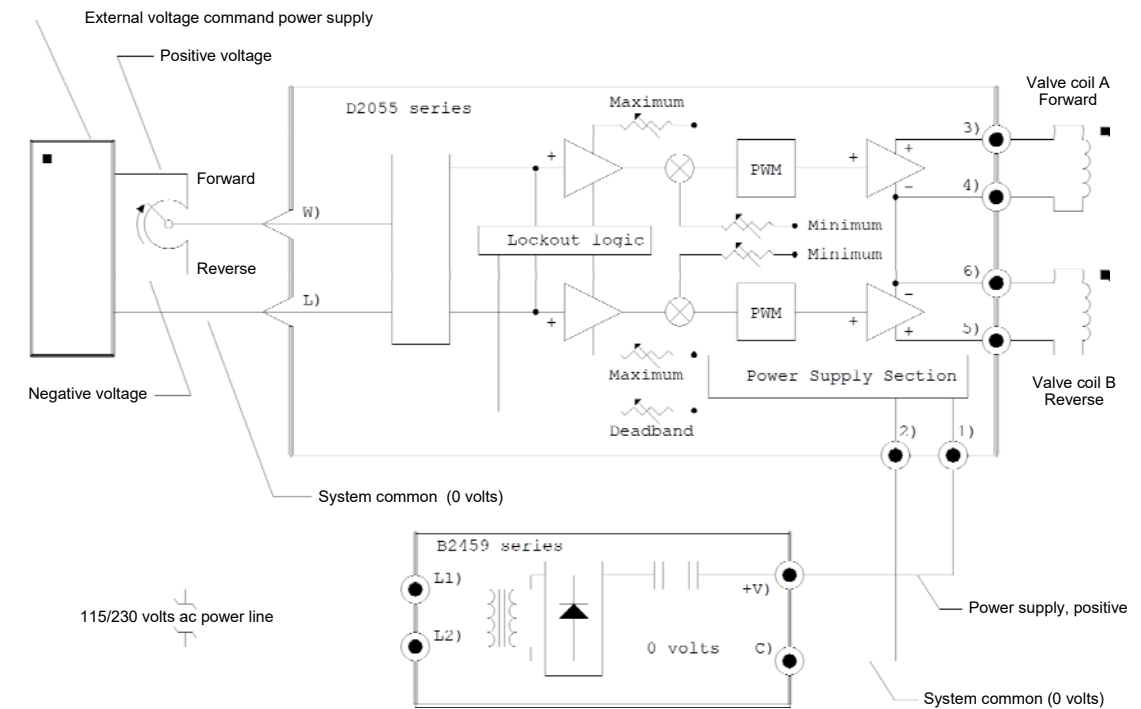 External voltage command power supply
Positive voltage
D2055 series
Maximum
Valve coil A
Forward
3)
+
+
+
PWM
Forward
−
4)
W)
Minimum
Lockout logic
Minimum
Reverse
6)
L)
−
PWM
+
+
+
5)
Maximum
Power Supply Section
Valve coil B
Reverse
Negative voltage
Deadband
2)
1)
System common (0 volts)
B2459 series
L1)
+V)
Power supply, positive
115/230 volts ac power line
L2)
0 volts
C)
System common (0 volts)